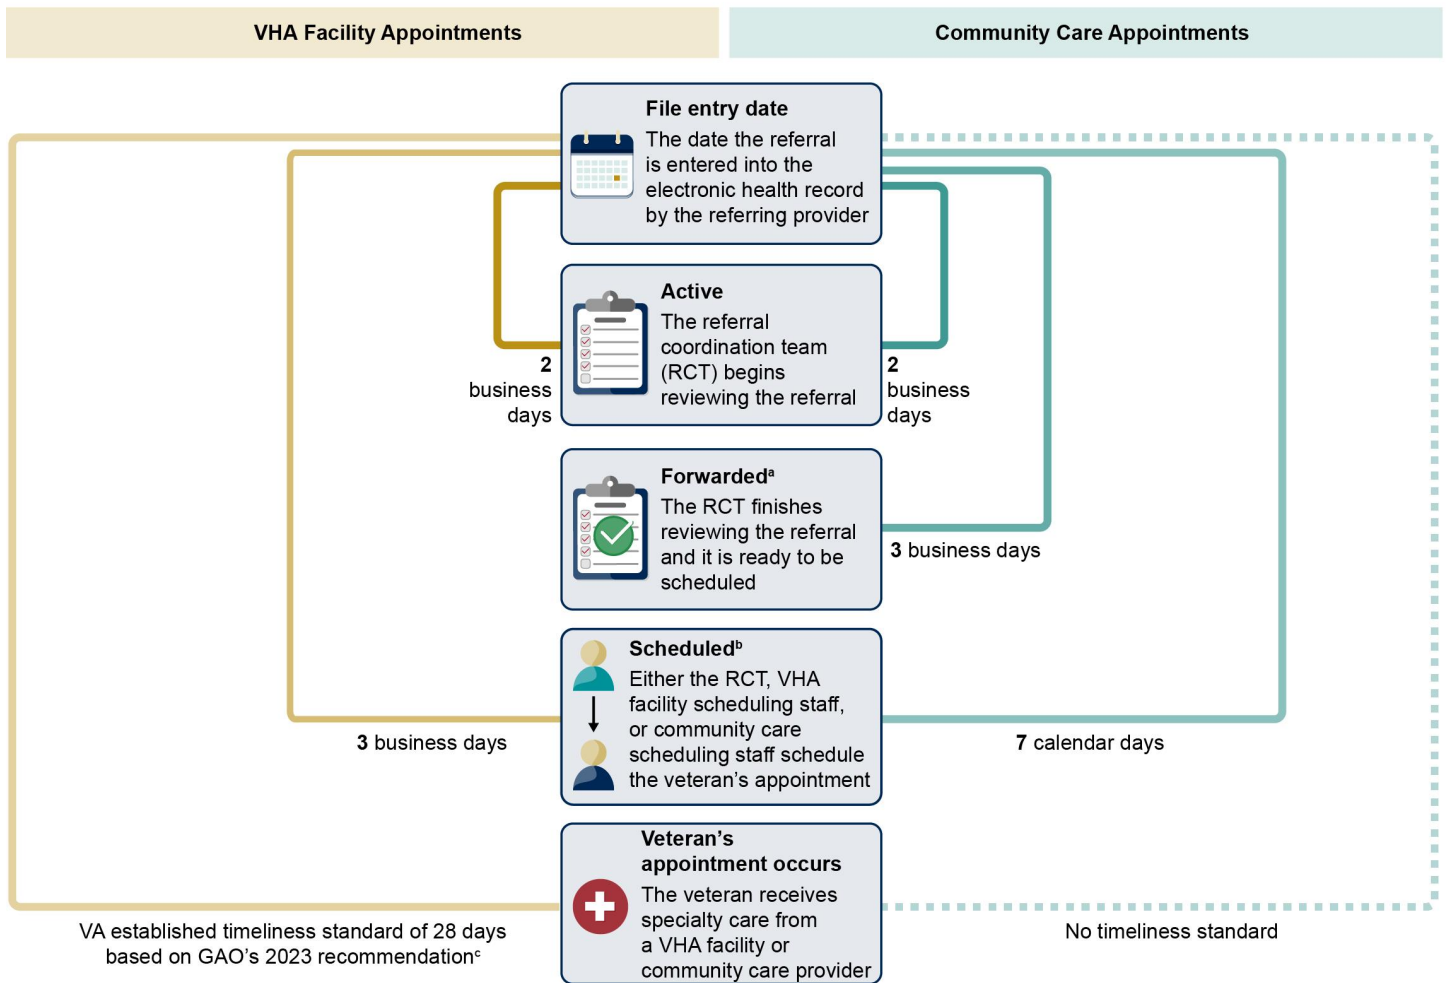 VHA Facility Appointments
Community Care Appointments
File entry date
The date the referral
is entered into the
electronic health record
by the referring provider
Active
The referral
coordination team
(RCT) begins
reviewing the referral
2
business
days
2
business
days
Forwardedᵃ
The RCT finishes
reviewing the referral
and it is ready to be
scheduled
3 business days
Scheduledᵇ
Either the RCT, VHA
facility scheduling staff,
or community care
scheduling staff schedule
the veteran’s appointment
3 business days
7 calendar days
Veteran’s
appointment occurs
The veteran receives
specialty care from
a VHA facility or
community care provider
VA established timeliness standard of 28 days
based on GAO’s 2023 recommendationᶜ
No timeliness standard